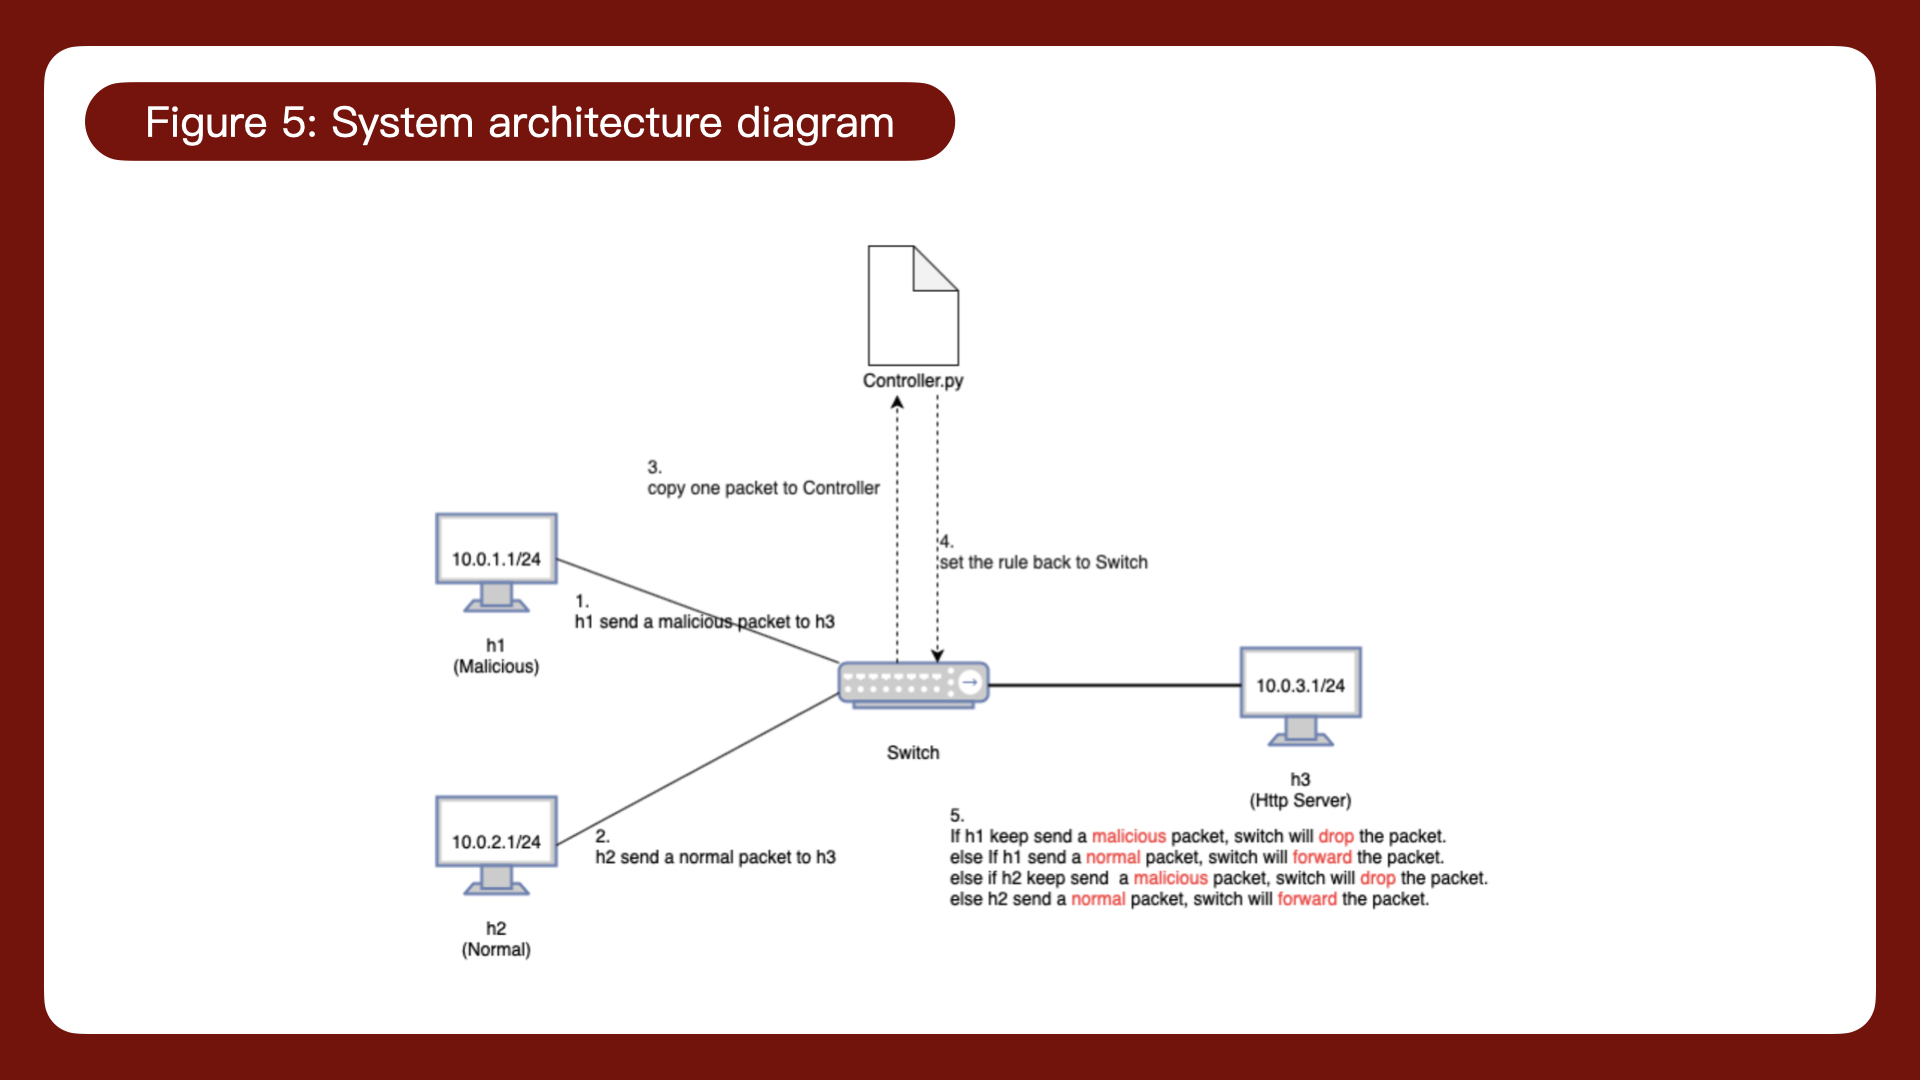 Figure 5: System architecture diagram
Controller.py
3.
copy one packet to Controller
4.
set the rule back to Switch
10.0.1.1/24
1.
h1 send a malicious packet to h3
h1
(Malicious)
Switch
10.0.3.1/24
h3
(Http Server)
10.0.2.1/24
2.
h2 send a normal packet to h3
h2
(Normal)
5.
If h1 keep send a malicious packet, switch will drop the packet.
else If h1 send a normal packet, switch will forward the packet.
else if h2 keep send  a malicious packet, switch will drop the packet.
else h2 send a normal packet, switch will forward the packet.